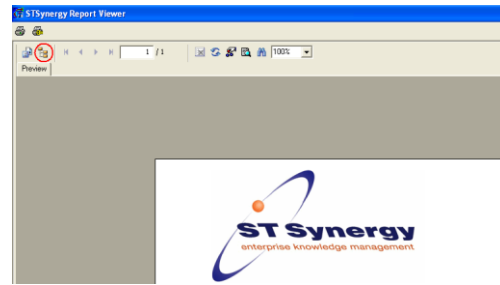 STSynergy Report Viewer
1 / 1
100%
Preview
ST Synergy
enterprise knowledge management